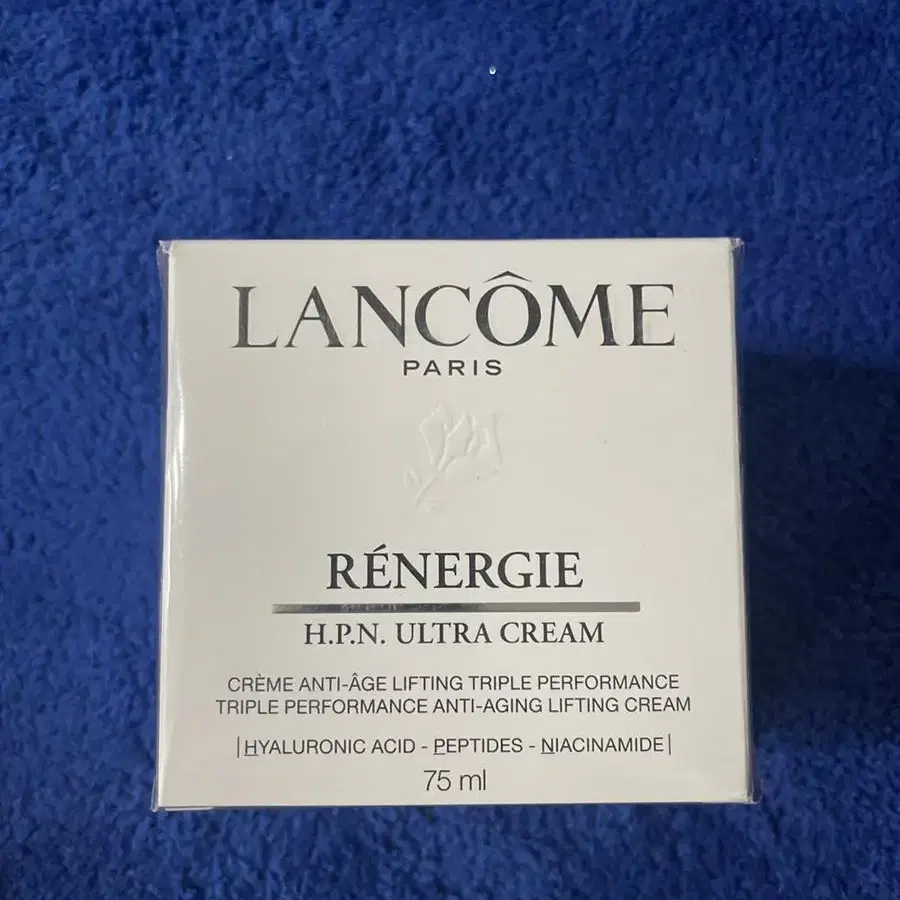 LANCÔME
PARIS
RÉNERGIE
H.P.N. ULTRA CREAM
CRÈME ANTI-ÂGE LIFTING TRIPLE PERFORMANCE
TRIPLE PERFORMANCE ANTI-AGING LIFTING CREAM
|HYALURONIC ACID - PEPTIDES - NIACINAMIDE|
75 ml